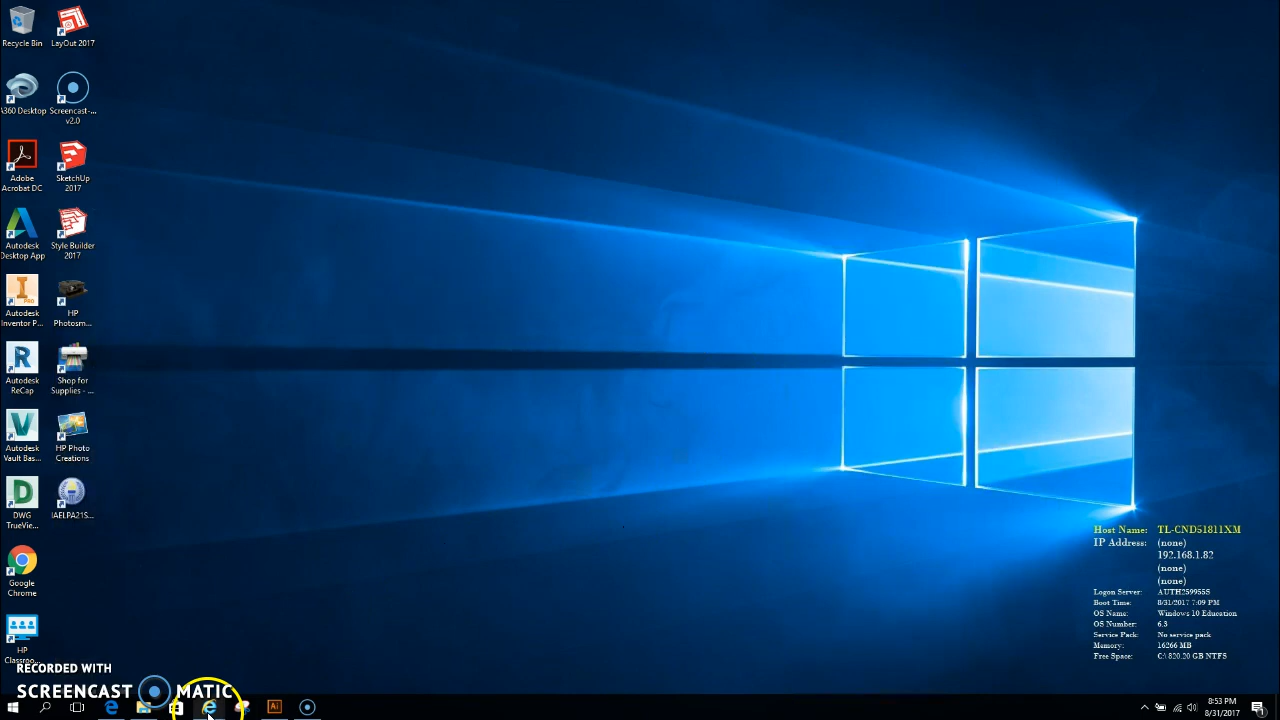 Recycle Bin
LayOut 2017
A360 Desktop
Screencast-...
v2.0
Adobe
Acrobat DC
SketchUp
2017
Autodesk
Desktop App
Style Builder
2017
Autodesk
Inventor P...
HP
Photosm...
Autodesk
ReCap
Shop for
Supplies - ...
Autodesk
Vault Bas...
HP Photo
Creations
DWG
TrueVie...
IAELPA21S...
Google
Chrome
HP
Classroo...
Host Name: TL-CND51811XM
IP Address: (none)
192.168.1.82
(none)
(none)
Logon Server: AUTH259955S
Boot Time: 8/31/2017 7:09 PM
OS Name: Windows 10 Education
OS Number: 6.3
Service Pack: No service pack
Memory: 16266 MB
Free Space: C:\ 820.20 GB NTFS
RECORDED WITH
SCREENCAST MATIC
Ai
8:53 PM
8/31/2017
1